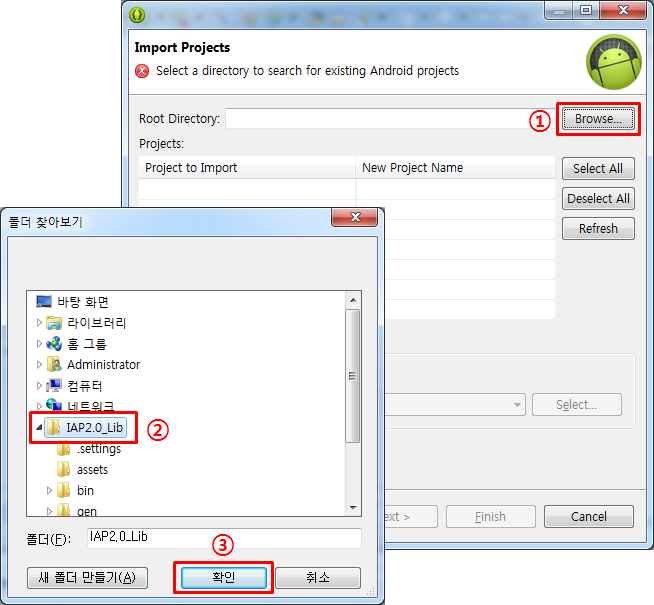 Import Projects
Select a directory to search for existing Android projects
Root Directory:
① Browse...
Projects:
Project to Import New Project Name
Select All
Deselect All
Refresh
Select...
ext > Finish Cancel
폴더 찾아보기
바탕 화면
라이브러리
홈 그룹
Administrator
컴퓨터
네트워크
IAP2.0_Lib ②
.settings
assets
bin
gen
폴더(F): IAP2.0_Lib
③
새 폴더 만들기(A) 확인 취소